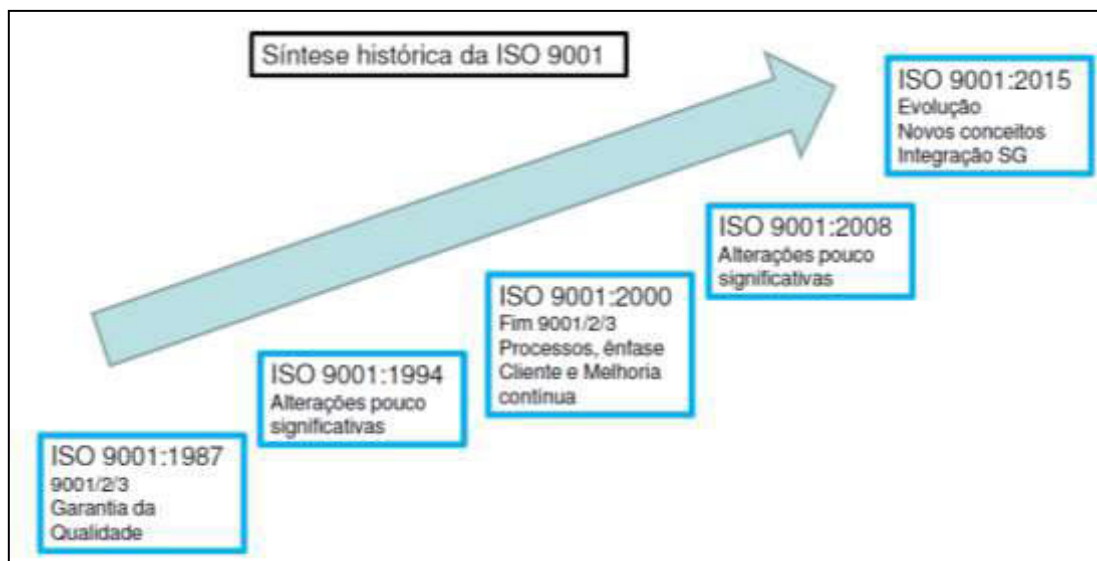 Síntese histórica da ISO 9001
ISO 9001:2015
Evolução
Novos conceitos
Integração SG
ISO 9001:2008
Alterações pouco
significativas
ISO 9001:2000
Fim 9001/2/3
Processos, ênfase
Cliente e Melhoria
contínua
ISO 9001:1994
Alterações pouco
significativas
ISO 9001:1987
9001/2/3
Garantia da
Qualidade